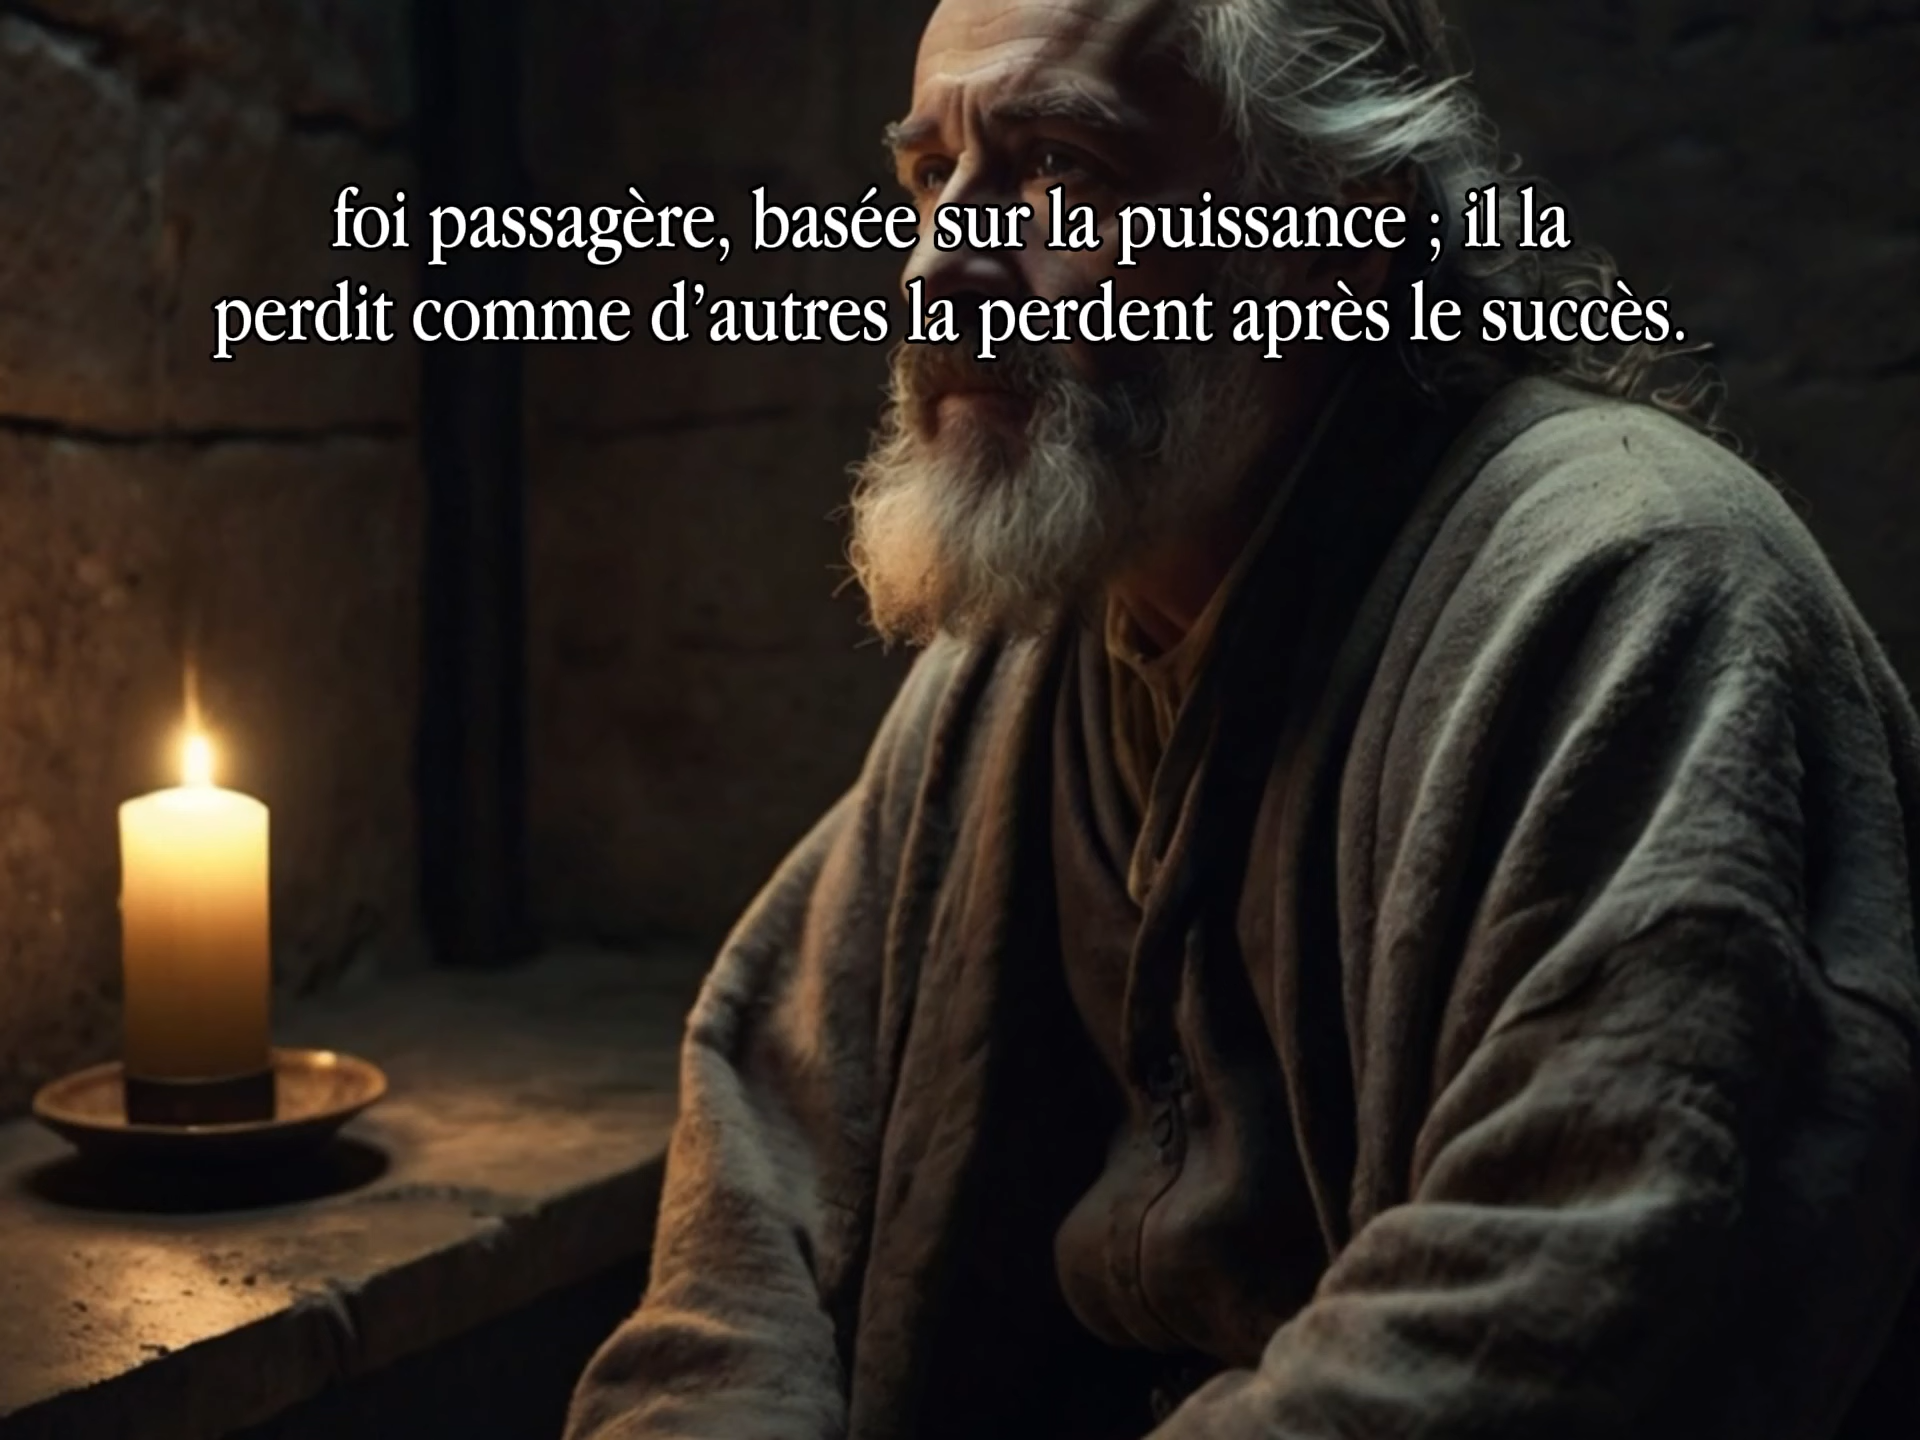 foi passagère, basée sur la puissance ; il la
perdit comme d’autres la perdent après le succès.